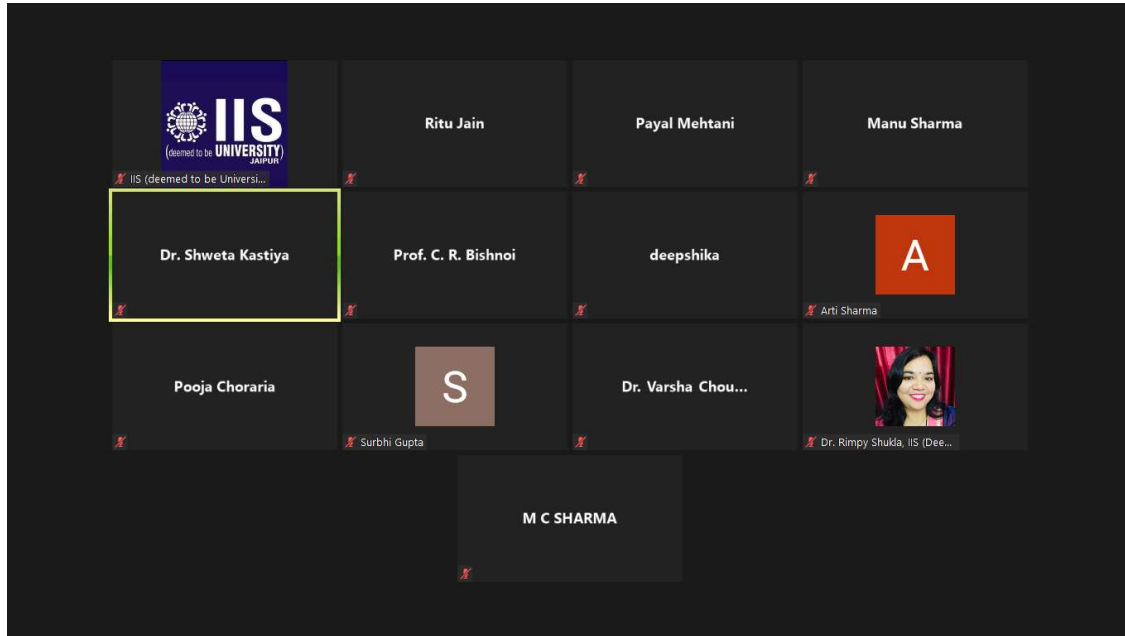 IIS
(deemed to be UNIVERSITY)
JAIPUR
IIS (deemed to be Universi...
Ritu Jain
Payal Mehtani
Manu Sharma
Dr. Shweta Kastiya
Prof. C. R. Bishnoi
deepshika
A
Arti Sharma
Pooja Choraria
S
Surbhi Gupta
Dr. Varsha Chou...
Dr. Rimpy Shukla, IIS (Dee...
M C SHARMA